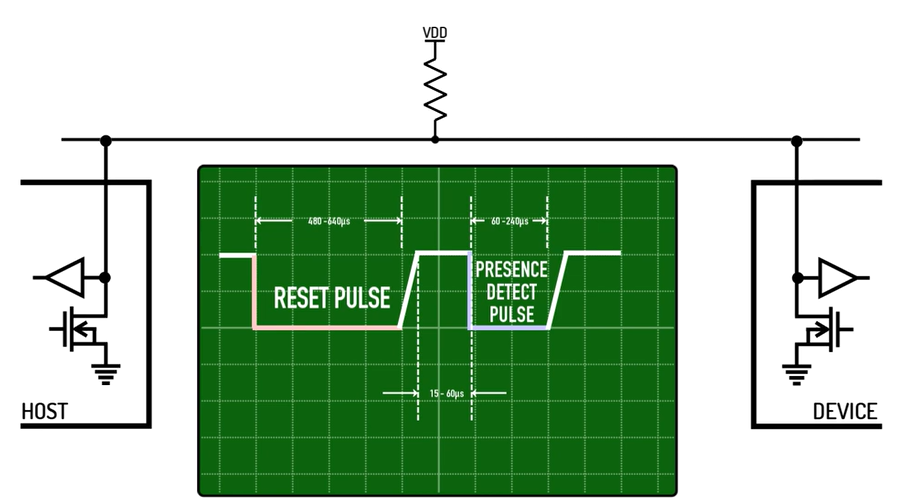 VDD
480-640µs
60-240µs
RESET PULSE
PRESENCE
DETECT
PULSE
15-60µs
HOST
DEVICE